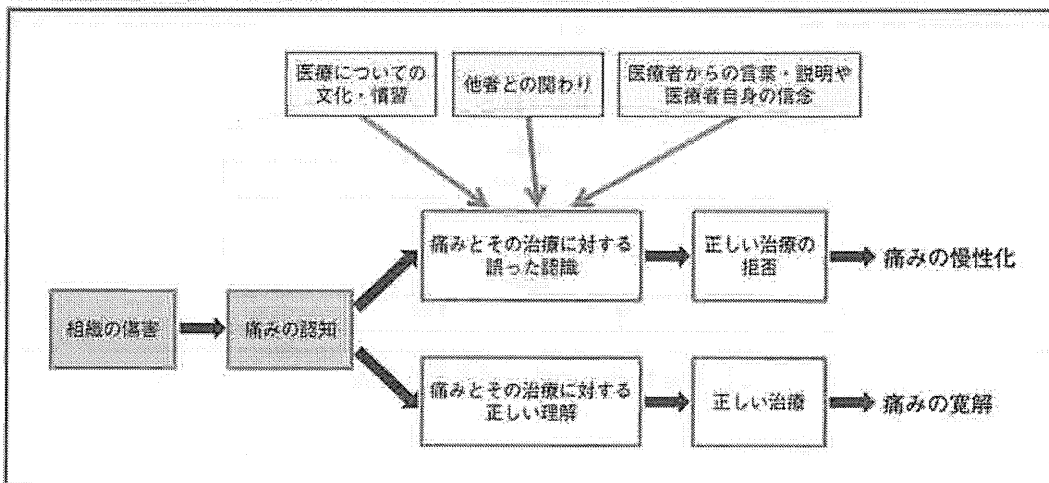 医療についての
文化・慣習
他者との関わり
医療者からの言葉・説明や
医療者自身の信念
痛みとその治療に対する
誤った認識
正しい治療の
拒否
痛みの慢性化
組織の傷害
痛みの認知
痛みとその治療に対する
正しい理解
正しい治療
痛みの寛解